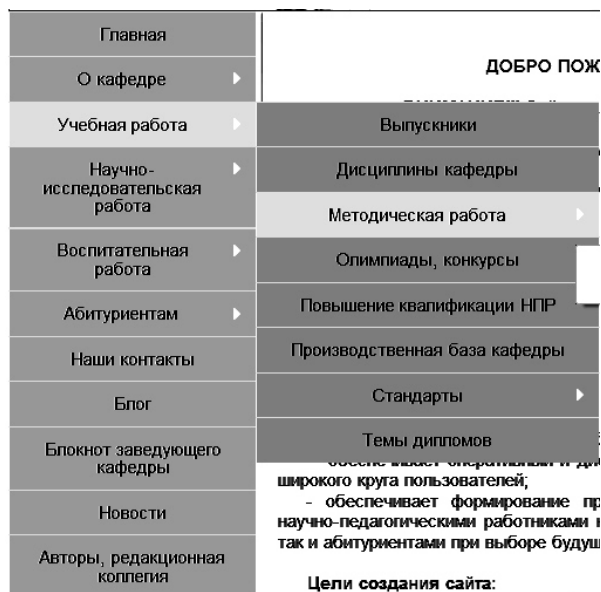 Главная
О кафедре
Учебная работа
Научно-
исследовательская
работа
Воспитательная
работа
Абитуриентам
Наши контакты
Блог
Блокнот заведующего
кафедры
Новости
Авторы, редакционная
коллегия
Выпускники
Дисциплины кафедры
Методическая работа
Олимпиады, конкурсы
Повышение квалификации НПР
Производственная база кафедры
Стандарты
Темы дипломов
ДОБРО ПОЖ
обеспечивает оперативный и
широкого круга пользователей;
- обеспечивает формирование пр
научно-педагогическими работниками
так и абитуриентами при выборе будущ
Цели создания сайта: